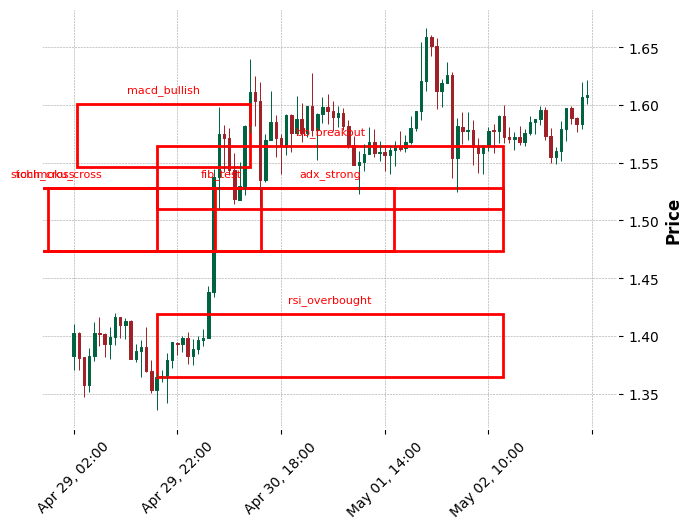 macd_bullish
bb_breakout
fib_test
adx_strong
rsi_overbought
1.65
1.60
1.55
1.50
1.45
1.40
1.35
Price
Apr 29, 02:00
Apr 29, 22:00
Apr 30, 18:00
May 01, 14:00
May 02, 10:00